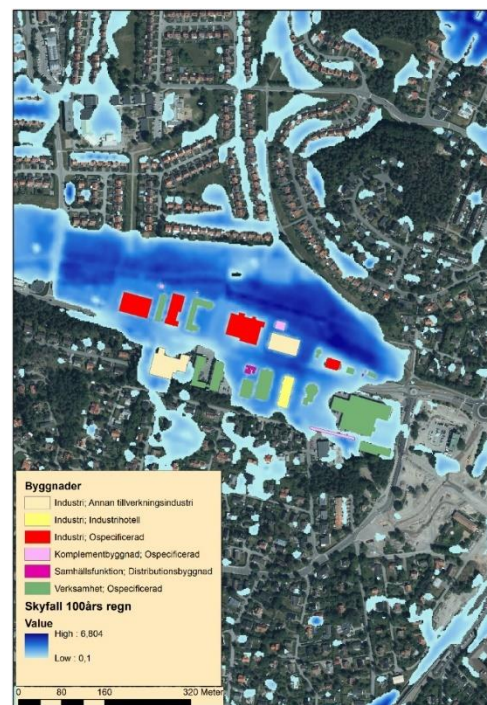 Byggnader
Industri; Annan tillverkningsindustri
Industri; Industrihotell
Industri; Ospecificerad
Komplementbyggnad; Ospecificerad
Samhällsfunktion; Distributionsbyggnad
Verksamhet; Ospecificerad
Skyfall 100års regn
Value
High : 6,804
Low : 0,1
0 80 160 320 Meter